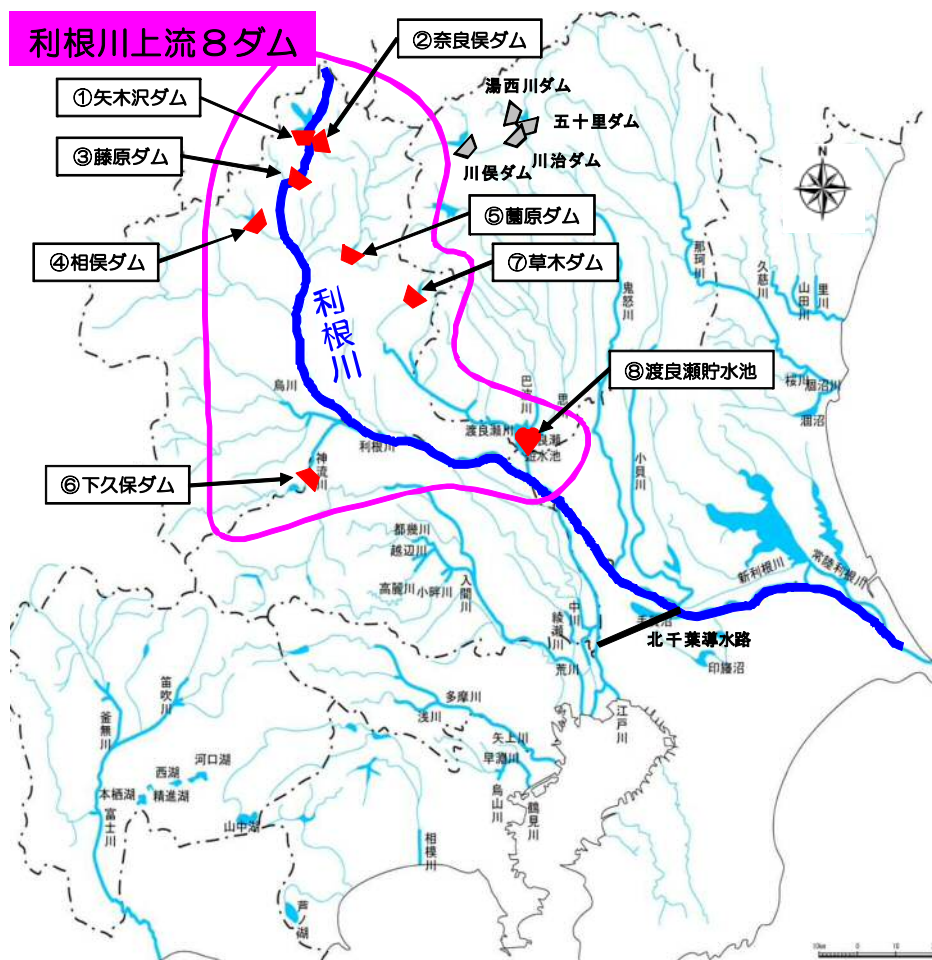 利根川上流８ダム
②奈良俣ダム
①矢木沢ダム
③藤原ダム
④相俣ダム
⑤薗原ダム
⑦草木ダム
⑧渡良瀬貯水池
⑥下久保ダム
湯西川ダム
五十里ダム
川治ダム
川俣ダム
N
利根川
那珂川
久慈川
山田川
里川
鬼怒川
桜川
涸沼川
涸沼
巴波川
思川
渡良瀬川
烏川
利根川
神流川
小貝川
都幾川
越辺川
高麗川
小畔川
入間川
綾瀬川
中川
新利根川
常陸利根川
手賀沼
北千葉導水路
印旛沼
荒川
江戸川
多摩川
浅川
矢上川
早淵川
鳥山川
鶴見川
笛吹川
釜無川
河口湖
西湖
精進湖
本栖湖
富士川
山中湖
相模川
芦ノ湖
10km
0
10